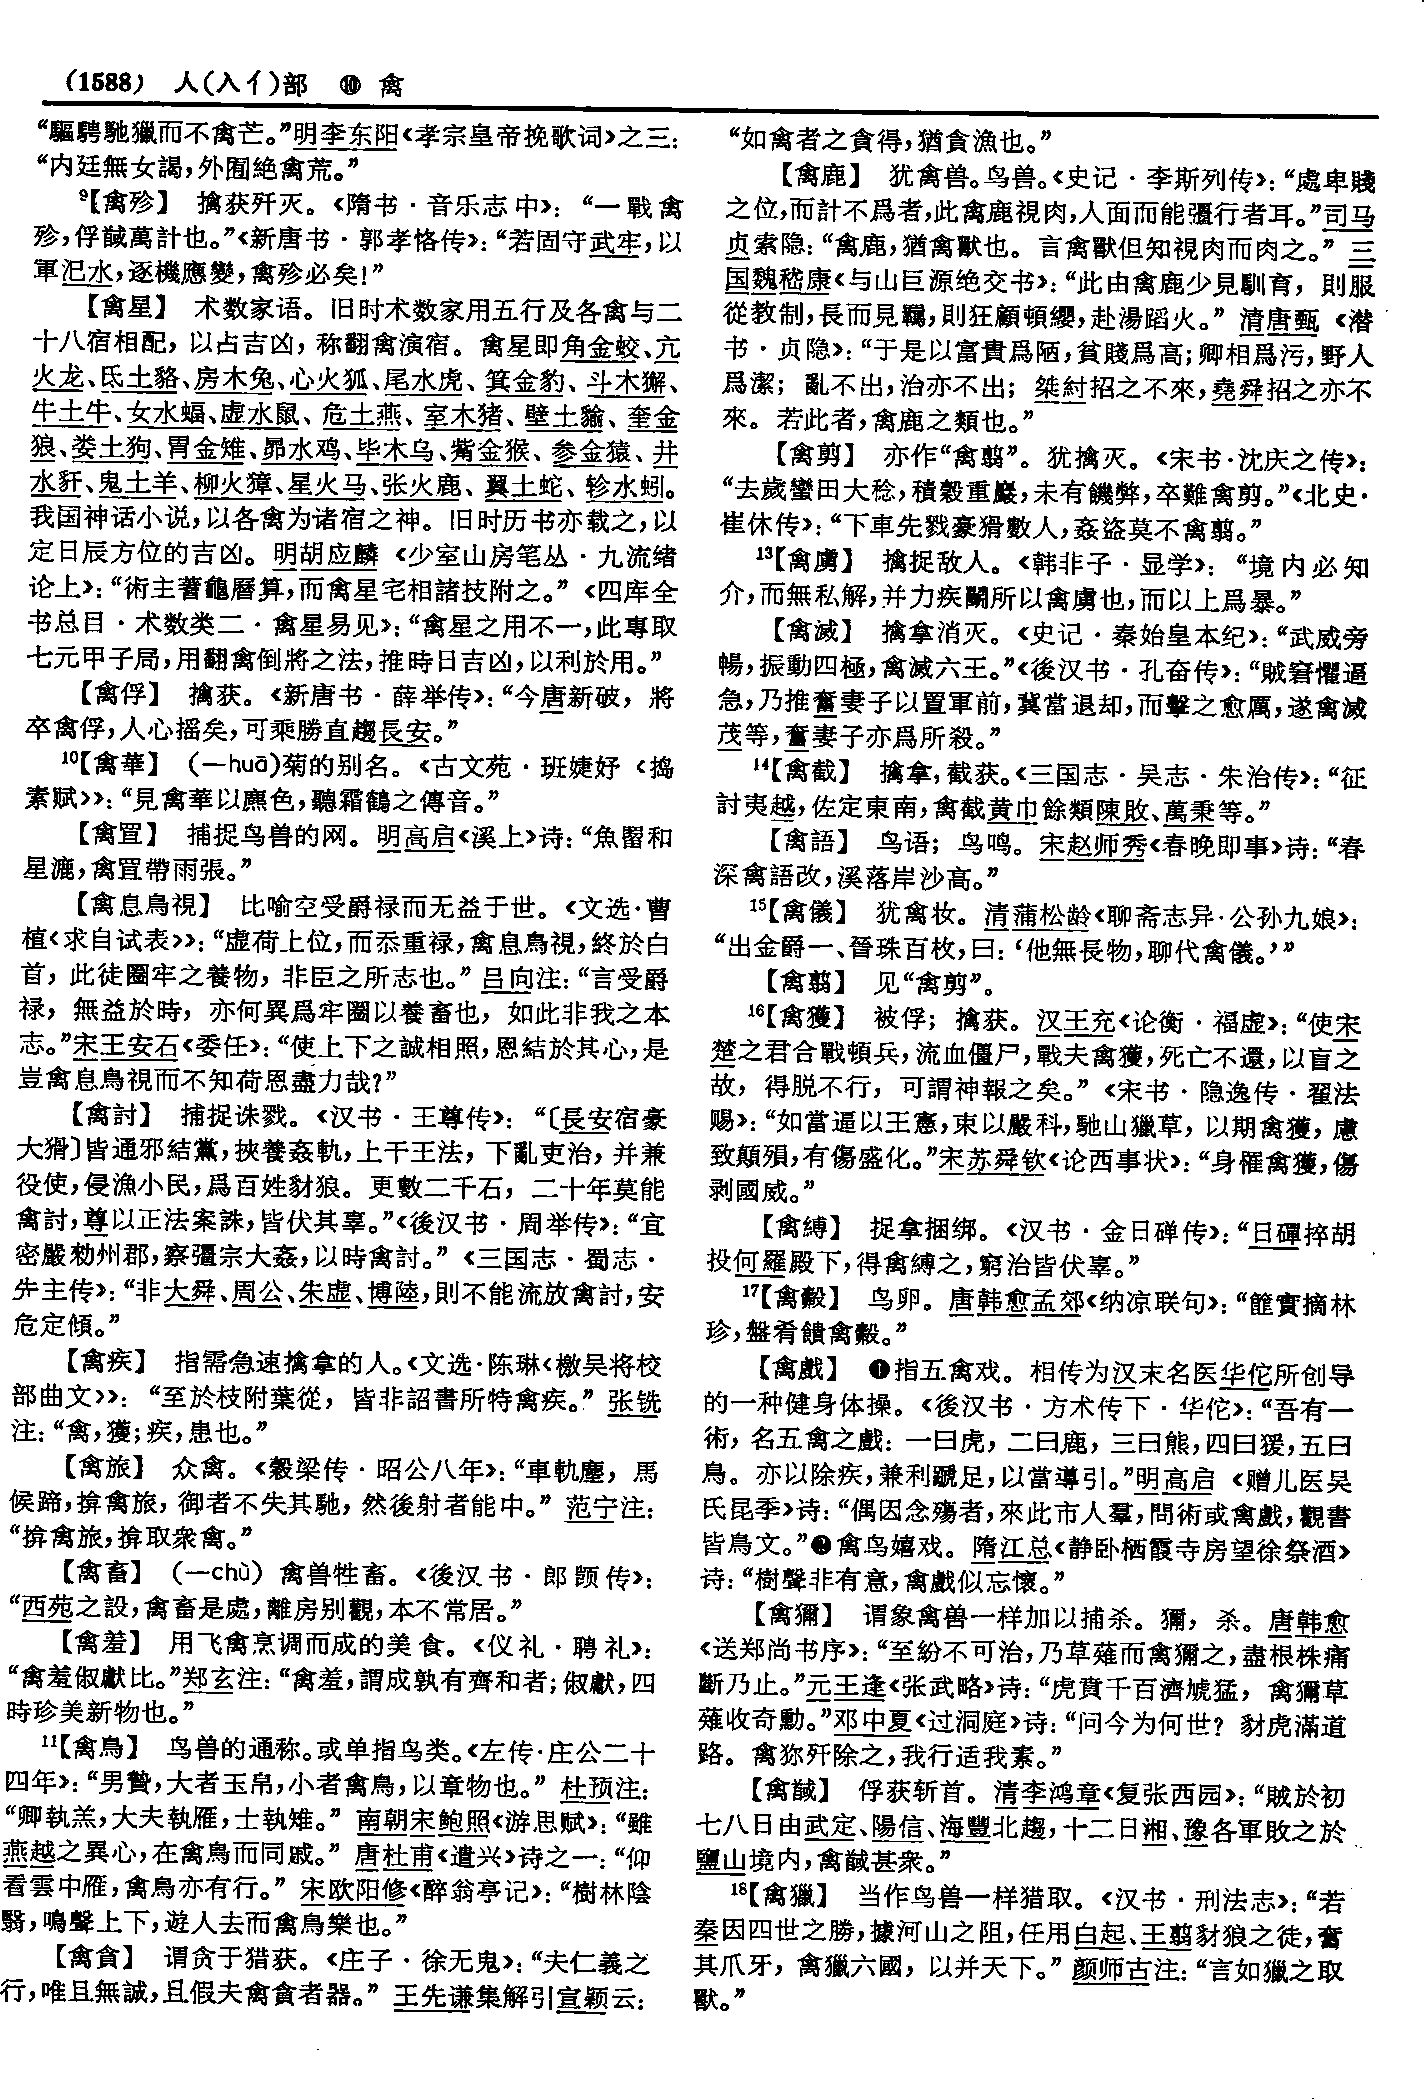 (1588) 人(入亻)部 ⑩ 禽
“驅騁馳獵而不禽芒。”明李东阳《孝宗皇帝挽歌词》之三：
“内廷無女謁，外囿絶禽荒。”
⁹【禽殄】 擒获歼灭。《隋书·音乐志中》：“一戰禽
殄，俘馘萬計也。”《新唐书·郭孝恪传》：“若固守武牢，以
軍汜水，逐機應變，禽殄必矣！”
【禽星】 术数家语。旧时术数家用五行及各禽与二
十八宿相配，以占吉凶，称翻禽演宿。禽星即角金蛟、亢
火龙、氐土貉、房木兔、心火狐、尾水虎、箕金豹、斗木獬、
牛土牛、女水蝠、虚水鼠、危土燕、室木猪、壁土貐、奎金
狼、娄土狗、胃金雉、昴水鸡、毕木乌、觜金猴、参金猿、井
水豻、鬼土羊、柳火獐、星火马、张火鹿、翼土蛇、轸水蚓。
我国神话小说，以各禽为诸宿之神。旧时历书亦载之，以
定日辰方位的吉凶。明胡应麟《少室山房笔丛·九流绪
论上》：“術主蓍龜曆算，而禽星宅相諸技附之。”《四库全
书总目·术数类二·禽星易见》：“禽星之用不一，此專取
七元甲子局，用翻禽倒將之法，推時日吉凶，以利於用。”
【禽俘】 擒获。《新唐书·薛举传》：“今唐新破，將
卒禽俘，人心摇矣，可乘勝直趨長安。”
¹⁰【禽華】 (一huā)菊的别名。《古文苑·班婕妤〈捣
素赋〉》：“見禽華以麃色，聽霜鶴之傳音。”
【禽罝】 捕捉鸟兽的网。明高启《溪上》诗：“魚罶和
星漉，禽罝帶雨張。”
【禽息鳥視】 比喻空受爵禄而无益于世。《文选·曹
植〈求自试表〉》：“虚荷上位，而忝重禄，禽息鳥視，終於白
首，此徒圈牢之養物，非臣之所志也。”吕向注：“言受爵
禄，無益於時，亦何異爲牢圈以養畜也，如此非我之本
志。”宋王安石《委任》：“使上下之誠相照，恩結於其心，是
豈禽息鳥視而不知荷恩盡力哉？”
【禽討】 捕捉诛戮。《汉书·王尊传》：“〔長安宿豪
大猾〕皆通邪結黨，挾養姦軌，上干王法，下亂吏治，并兼
役使，侵漁小民，爲百姓豺狼。更數二千石，二十年莫能
禽討，尊以正法案誅，皆伏其辜。”《後汉书·周举传》：“宜
密嚴勑州郡，察彊宗大姦，以時禽討。”《三国志·蜀志·
先主传》：“非大舜、周公、朱虚、博陸，則不能流放禽討，安
危定傾。”
【禽疾】 指需急速擒拿的人。《文选·陈琳〈檄吴将校
部曲文〉》：“至於枝附葉從，皆非詔書所特禽疾。”张铣
注：“禽，獲；疾，患也。”
【禽旅】 众禽。《穀梁传·昭公八年》：“車軌塵，馬
候蹄，揜禽旅，御者不失其馳，然後射者能中。”范宁注：
“揜禽旅，揜取衆禽。”
【禽畜】 (一chù) 禽兽牲畜。《後汉书·郎顗传》：
“西苑之設，禽畜是處，離房别觀，本不常居。”
【禽羞】 用飞禽烹调而成的美食。《仪礼·聘礼》：
“禽羞俶獻比。”郑玄注：“禽羞，謂成孰有齊和者；俶獻，四
時珍美新物也。”
¹¹【禽鳥】 鸟兽的通称。或单指鸟类。《左传·庄公二十
四年》：“男贄，大者玉帛，小者禽鳥，以章物也。”杜预注：
“卿執羔，大夫執雁，士執雉。”南朝宋鲍照《游思赋》：“雖
燕越之異心，在禽鳥而同戚。”唐杜甫《遣兴》诗之一：“仰
看雲中雁，禽鳥亦有行。”宋欧阳修《醉翁亭记》：“樹林陰
翳，鳴聲上下，遊人去而禽鳥樂也。”
【禽貪】 谓贪于猎获。《庄子·徐无鬼》：“夫仁義之
行，唯且無誠，且假夫禽貪者器。”王先谦集解引宣颖云：
“如禽者之貪得，猶貪漁也。”
【禽鹿】 犹禽兽。鸟兽。《史记·李斯列传》：“處卑賤
之位，而計不爲者，此禽鹿視肉，人面而能彊行者耳。”司马
贞索隐：“禽鹿，猶禽獸也。言禽獸但知視肉而肉之。”三
国魏嵇康《与山巨源绝交书》：“此由禽鹿少見馴育，則服
從教制，長而見羈，則狂顧頓纓，赴湯蹈火。”清唐甄《潜
书·贞隐》：“于是以富貴爲陋，貧賤爲高；卿相爲污，野人
爲潔；亂不出，治亦不出；桀紂招之不來，堯舜招之亦不
來。若此者，禽鹿之類也。”
【禽剪】 亦作“禽翦”。犹擒灭。《宋书·沈庆之传》：
“去歲蠻田大稔，積穀重巖，未有饑弊，卒難禽剪。”《北史·
崔休传》：“下車先戮豪猾數人，姦盜莫不禽翦。”
¹³【禽虜】 擒捉敌人。《韩非子·显学》：“境内必知
介，而無私解，并力疾鬭所以禽虜也，而以上爲暴。”
【禽滅】 擒拿消灭。《史记·秦始皇本纪》：“武威旁
暢，振動四極，禽滅六王。”《後汉书·孔奋传》：“賊窘懼逼
急，乃推奮妻子以置軍前，冀當退却，而擊之愈厲，遂禽滅
茂等，奮妻子亦爲所殺。”
¹⁴【禽截】 擒拿，截获。《三国志·吴志·朱治传》：“征
討夷越，佐定東南，禽截黄巾餘類陳敗、萬秉等。”
【禽語】 鸟语；鸟鸣。宋赵师秀《春晚即事》诗：“春
深禽語改，溪落岸沙高。”
¹⁵【禽儀】 犹禽妆。清蒲松龄《聊斋志异·公孙九娘》：
“出金爵一、晉珠百枚，曰：‘他無長物，聊代禽儀。’”
【禽翦】 见“禽剪”。
¹⁶【禽獲】 被俘；擒获。汉王充《论衡·福虚》：“使宋
楚之君合戰頓兵，流血僵尸，戰夫禽獲，死亡不還，以盲之
故，得脱不行，可謂神報之矣。”《宋书·隐逸传·翟法
赐》：“如當逼以王憲，束以嚴科，馳山獵草，以期禽獲，慮
致顛殞，有傷盛化。”宋苏舜钦《论西事状》：“身罹禽獲，傷
剥國威。”
【禽縛】 捉拿捆绑。《汉书·金日磾传》：“日磾捽胡
投何羅殿下，得禽縛之，窮治皆伏辜。”
¹⁷【禽鷇】 鸟卵。唐韩愈孟郊《纳凉联句》：“篚實摘林
珍，盤肴饋禽鷇。”
【禽戲】 ❶指五禽戏。相传为汉末名医华佗所创导
的一种健身体操。《後汉书·方术传下·华佗》：“吾有一
術，名五禽之戲：一曰虎，二曰鹿，三曰熊，四曰猨，五曰
鳥。亦以除疾，兼利蹏足，以當導引。”明高启《赠儿医吴
氏昆季》诗：“偶因念殤者，來此市人羣，問術或禽戲，觀書
皆鳥文。”❷禽鸟嬉戏。隋江总《静卧栖霞寺房望徐祭酒》
诗：“樹聲非有意，禽戲似忘懷。”
【禽獮】 谓象禽兽一样加以捕杀。獮，杀。唐韩愈
《送郑尚书序》：“至紛不可治，乃草薙而禽獮之，盡根株痛
斷乃止。”元王逢《张武略》诗：“虎賁千百濟虓猛，禽獮草
薙收奇勳。”邓中夏《过洞庭》诗：“问今为何世？豺虎滿道
路。禽狝歼除之，我行适我素。”
【禽馘】 俘获斩首。清李鸿章《复张西园》：“賊於初
七八日由武定、陽信、海豐北趨，十二日湘、豫各軍敗之於
鹽山境内，禽馘甚衆。”
¹⁸【禽獵】 当作鸟兽一样猎取。《汉书·刑法志》：“若
秦因四世之勝，據河山之阻，任用白起、王翦豺狼之徒，奮
其爪牙，禽獵六國，以并天下。”颜师古注：“言如獵之取
獸。”